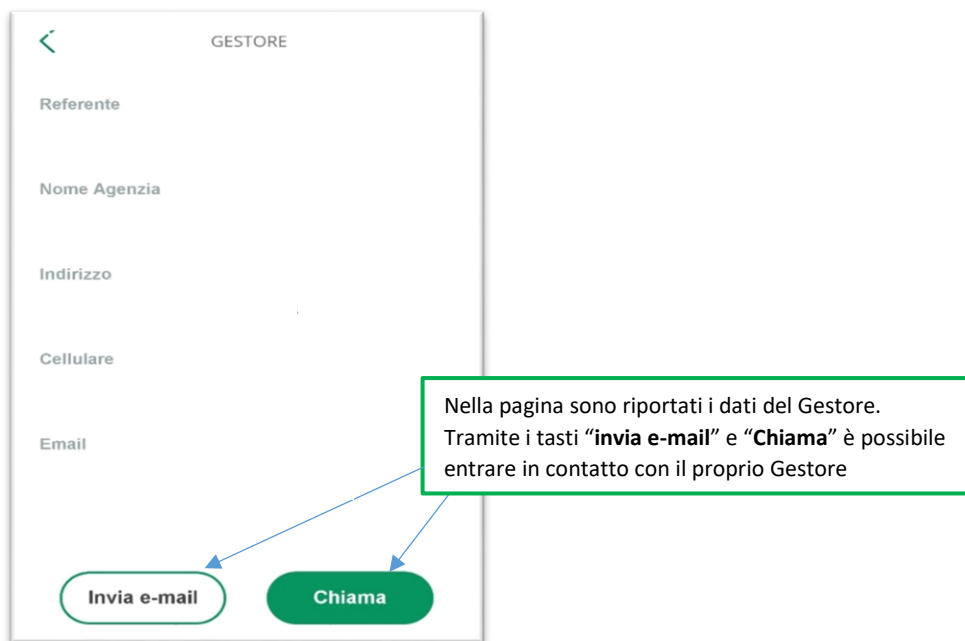 GESTORE
Referente
Nome Agenzia
Indirizzo
Cellulare
Email
Nella pagina sono riportati i dati del Gestore.
Tramite i tasti “invia e-mail” e “Chiama” è possibile
entrare in contatto con il proprio Gestore
Invia e-mail
Chiama